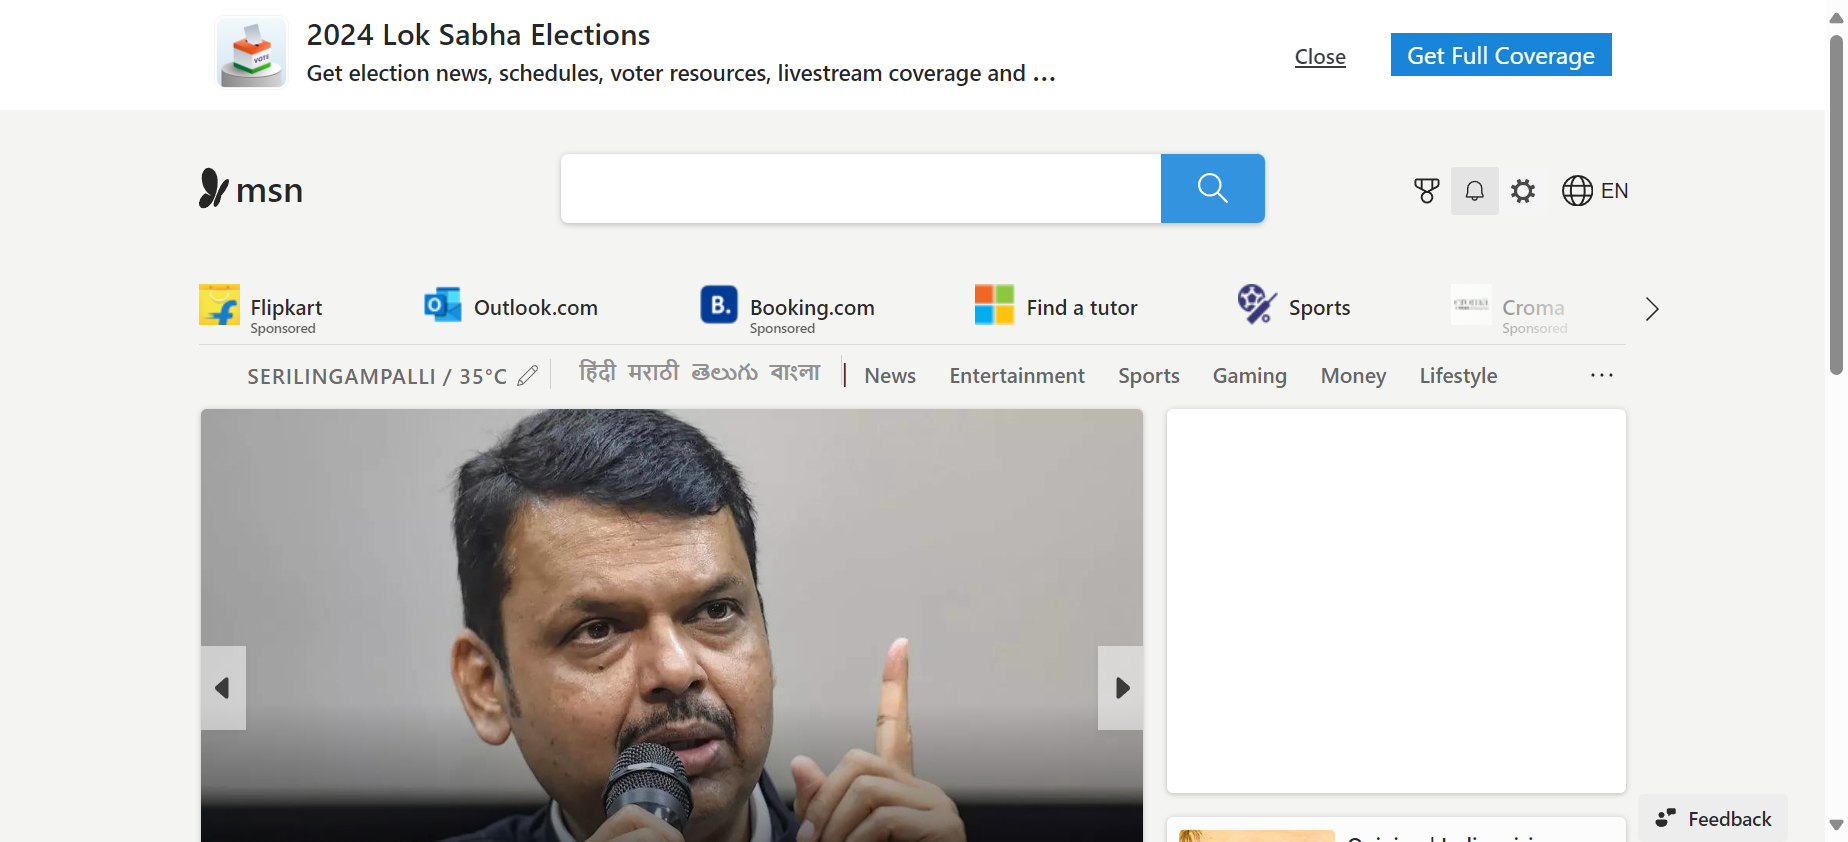 2024 Lok Sabha Elections
Get election news, schedules, voter resources, livestream coverage and ...
Close
Get Full Coverage
VOTE
msn
EN
Flipkart
Sponsored
Outlook.com
B.
Booking.com
Sponsored
Find a tutor
Sports
croma
Croma
Sponsored
SERILINGAMPALLI / 35°C
हिंदी मराठी తెలుగు বাংলা
News
Entertainment
Sports
Gaming
Money
Lifestyle
Feedback